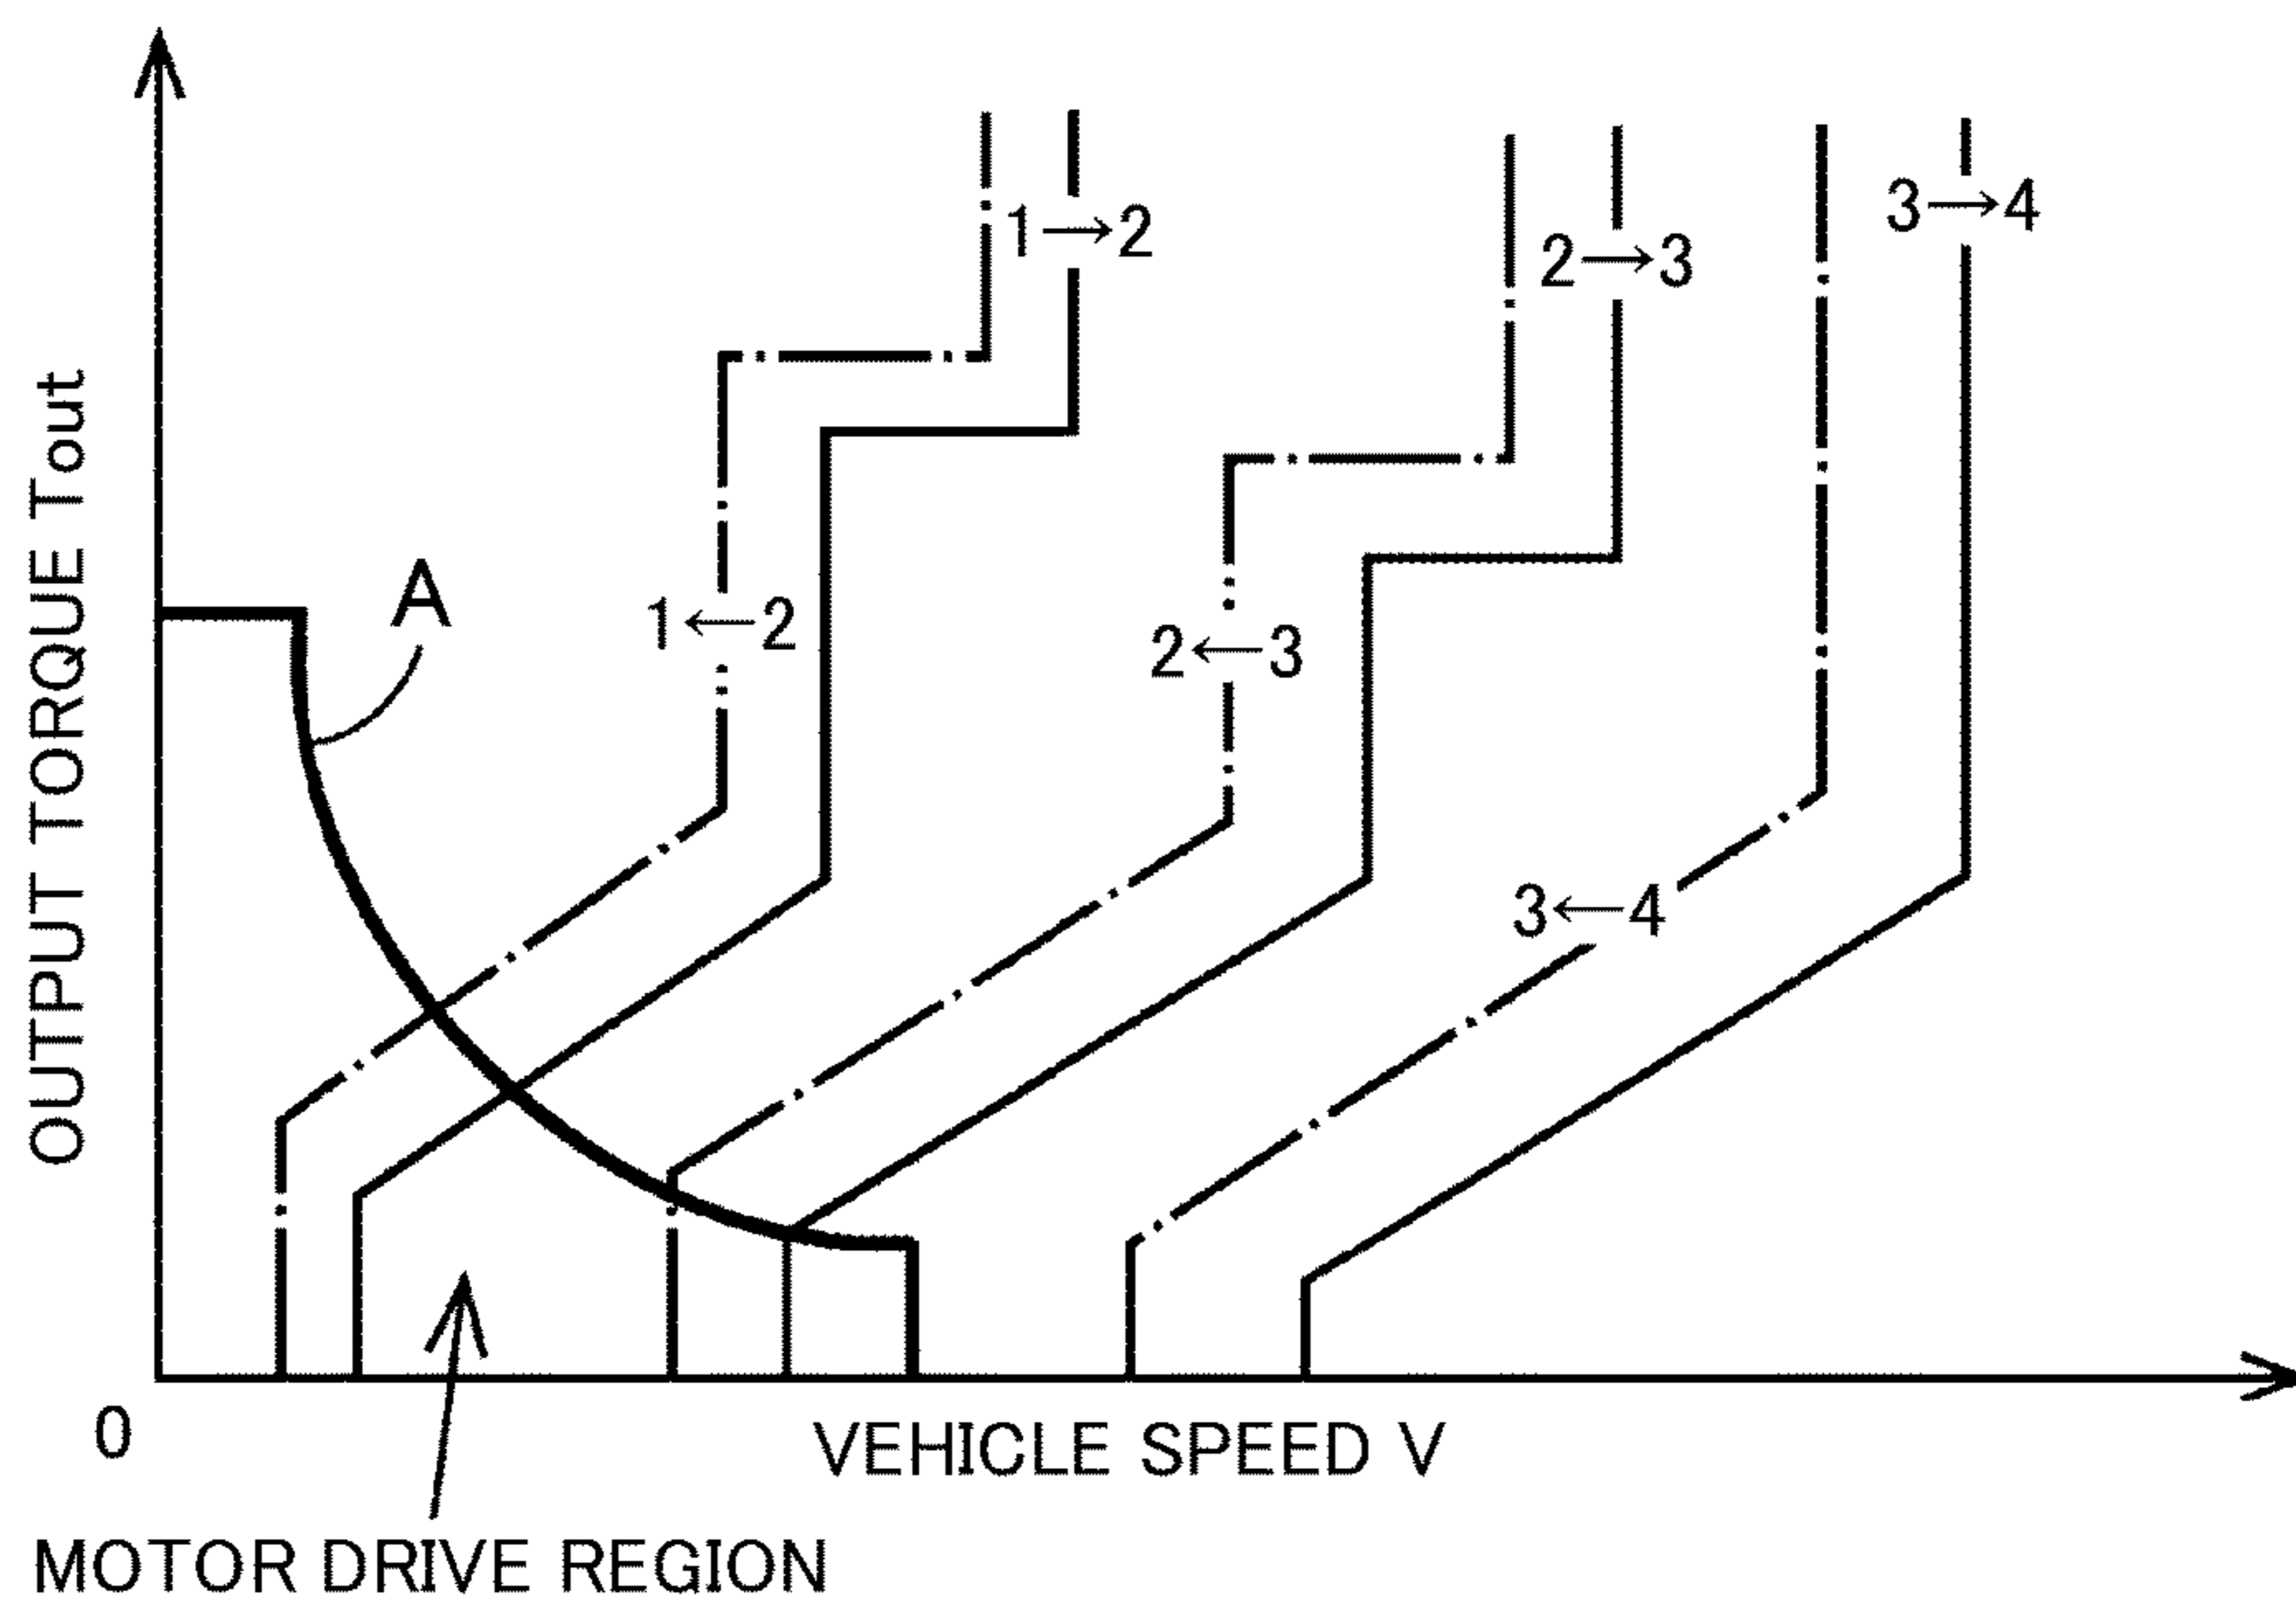 3→4
1→2
2→3
OUTPUT TORQUE Tout
A
1←2
2←3
3←4
0
VEHICLE SPEED V
MOTOR DRIVE REGION